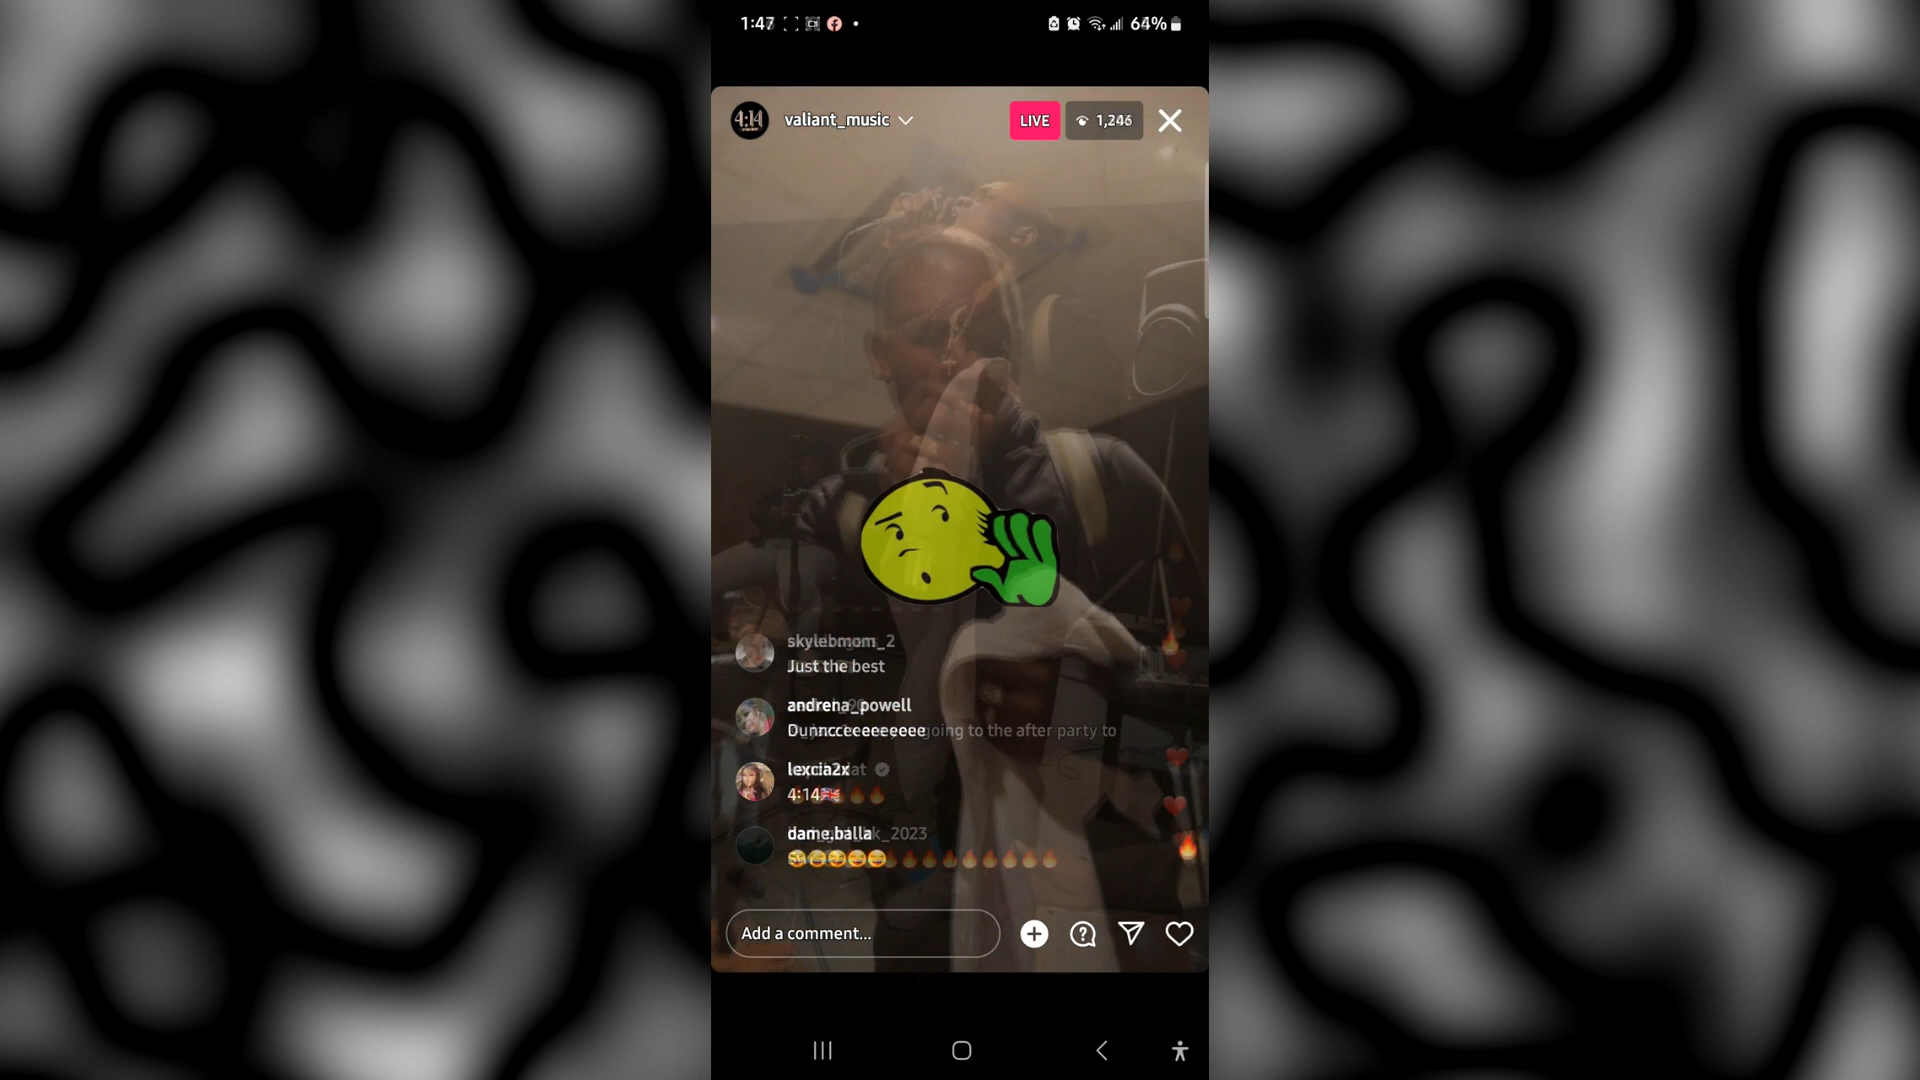 1:47
64%
4:14
valiant_music
LIVE
1,246
skylebmom_2
Just the best
andrena_powell
going to the after party to
lexcia2x
4:14🇬🇧🔥🔥
dame.balla
_2023
😂😂😂😂😂🔥🔥🔥🔥🔥🔥🔥🔥
Add a comment...